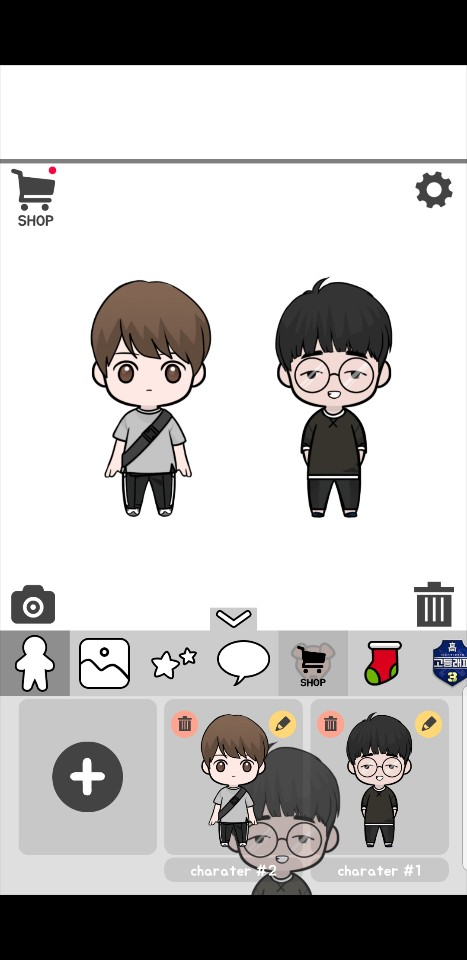 SHOP
SHOP
高
고등래퍼
3
charater #2
charater #1